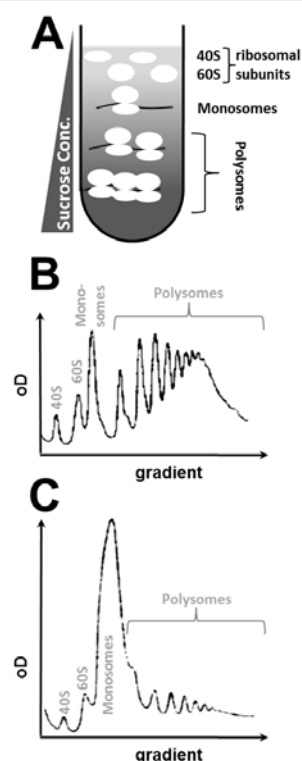 A
40S
60S
ribosomal
subunits
Monosomes
Polysomes
Sucrose Conc.
B
Mono-
somes
Polysomes
40S
60S
oD
gradient
C
Polysomes
40S
60S
Monosomes
oD
gradient